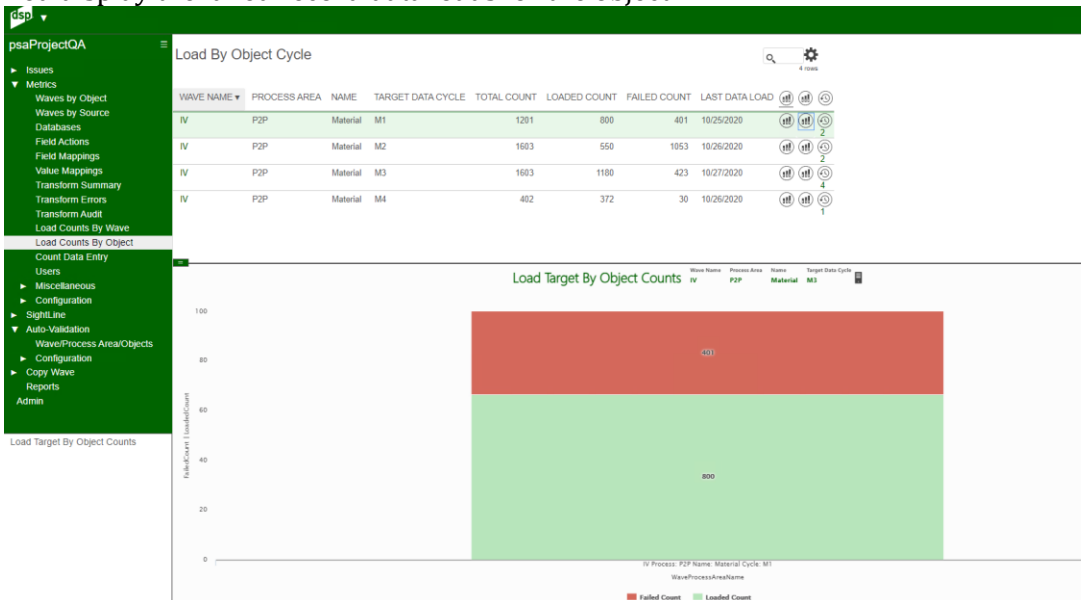 dsp
psaProjectQA
Issues
Metrics
Waves by Object
Waves by Source
Databases
Field Actions
Field Mappings
Value Mappings
Transform Summary
Transform Errors
Transform Audit
Load Counts By Wave
Load Counts By Object
Count Data Entry
Users
Miscellaneous
Configuration
SightLine
Auto-Validation
Wave/Process Area/Objects
Configuration
Copy Wave
Reports
Admin
Load Target By Object Counts
Load By Object Cycle
4 rows
WAVE NAME PROCESS AREA NAME TARGET DATA CYCLE TOTAL COUNT LOADED COUNT FAILED COUNT LAST DATA LOAD
IV P2P Material M1 1201 800 401 10/25/2020
2
IV P2P Material M2 1603 550 1053 10/26/2020
2
IV P2P Material M3 1603 1180 423 10/27/2020
4
IV P2P Material M4 402 372 30 10/26/2020
1
Wave Name Process Area Name Target Data Cycle
Load Target By Object Counts IV P2P Material M3
100
80
60
40
20
0
FailedCount | LoadedCount
800
IV Process: P2P Name: Material Cycle: M1
WaveProcessAreaName
Failed Count Loaded Count